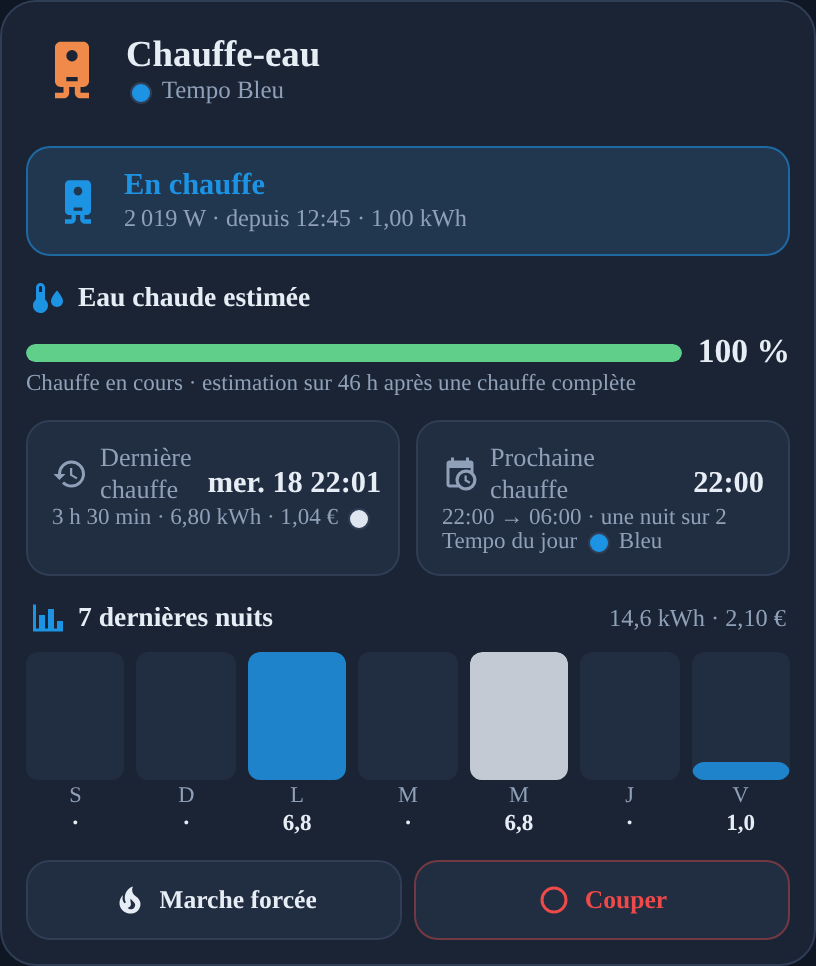 Chauffe-eau
Tempo Bleu
En chauffe
2 019 W · depuis 12:45 · 1,00 kWh
Eau chaude estimée
100 %
Chauffe en cours · estimation sur 46 h après une chauffe complète
Dernière
chauffe
mer. 18 22:01
3 h 30 min · 6,80 kWh · 1,04 €
Prochaine
chauffe
22:00
22:00 → 06:00 · une nuit sur 2
Tempo du jour Bleu
7 dernières nuits
14,6 kWh · 2,10 €
S D L M M J V
· · 6,8 · 6,8 · 1,0
Marche forcée
Couper